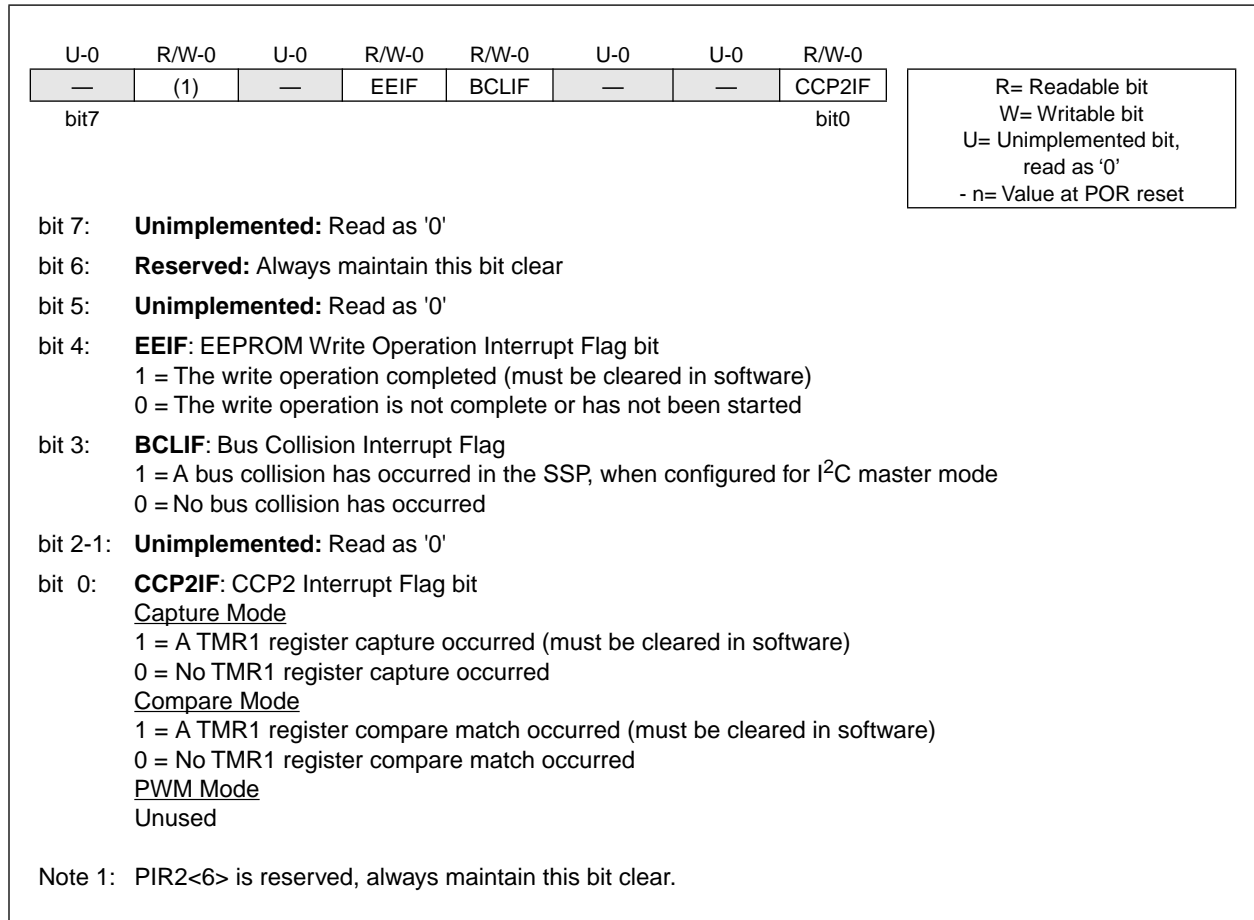 U-0 R/W-0 U-0 R/W-0 R/W-0 U-0 U-0 R/W-0
— (1) — EEIF BCLIF — — CCP2IF
bit7 bit0
R= Readable bit
W= Writable bit
U= Unimplemented bit,
read as ‘0’
- n= Value at POR reset
bit 7: Unimplemented: Read as '0'
bit 6: Reserved: Always maintain this bit clear
bit 5: Unimplemented: Read as '0'
bit 4: EEIF: EEPROM Write Operation Interrupt Flag bit
1 = The write operation completed (must be cleared in software)
0 = The write operation is not complete or has not been started
bit 3: BCLIF: Bus Collision Interrupt Flag
1 = A bus collision has occurred in the SSP, when configured for I2C master mode
0 = No bus collision has occurred
bit 2-1: Unimplemented: Read as '0'
bit 0: CCP2IF: CCP2 Interrupt Flag bit
Capture Mode
1 = A TMR1 register capture occurred (must be cleared in software)
0 = No TMR1 register capture occurred
Compare Mode
1 = A TMR1 register compare match occurred (must be cleared in software)
0 = No TMR1 register compare match occurred
PWM Mode
Unused
Note 1: PIR2<6> is reserved, always maintain this bit clear.